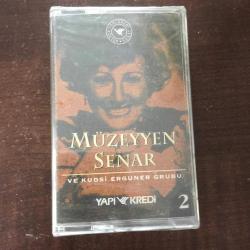 MÜZEYYEN
SENAR
VE KUDSİ ERGUNER GRUBU
YAPI KREDİ
2